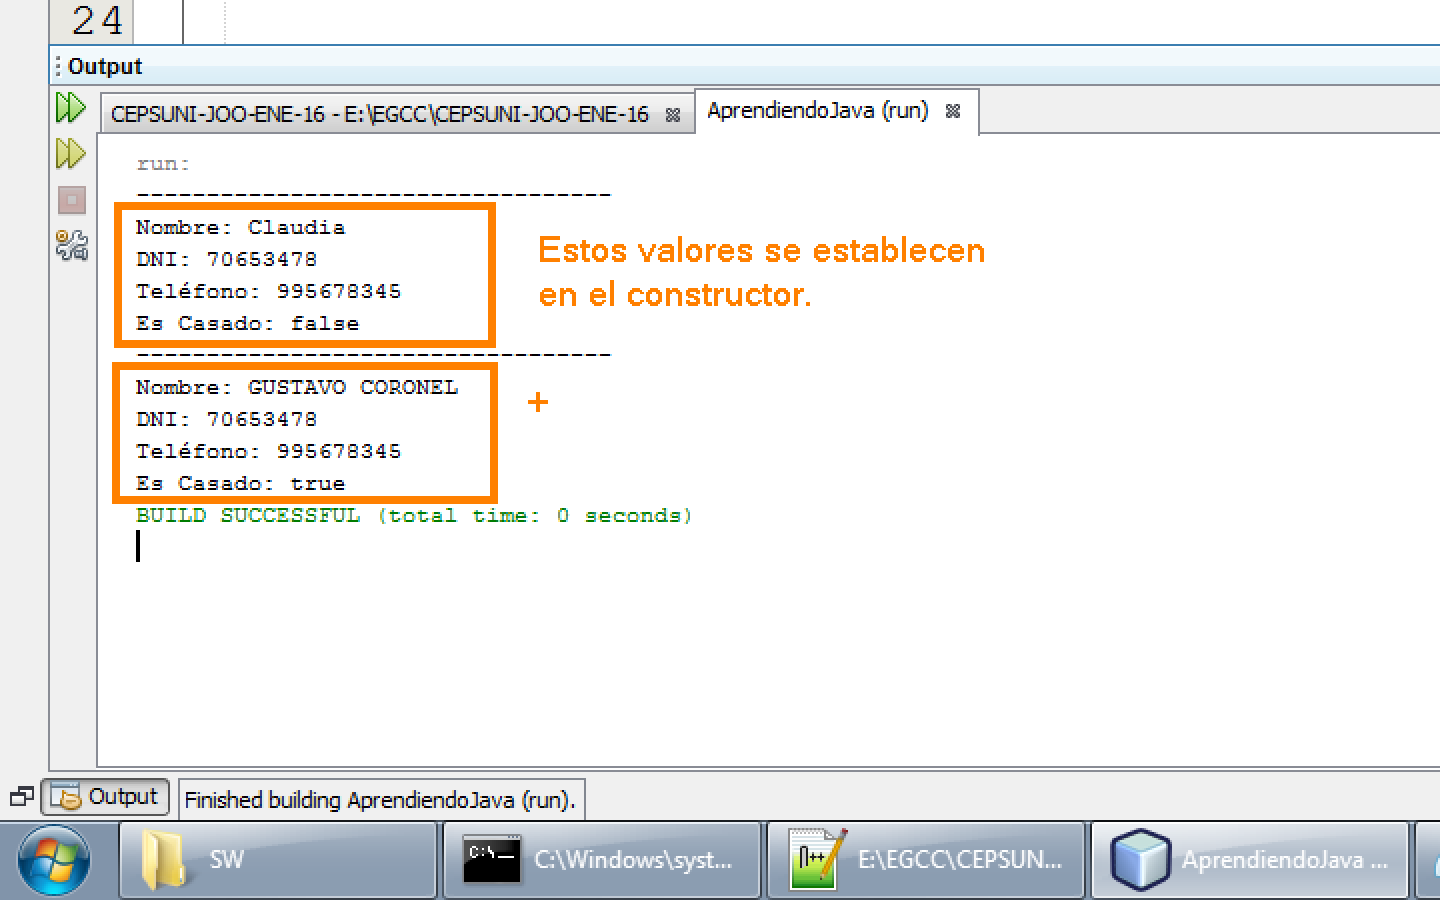 24
Output
CEPSUNI-JOO-ENE-16 - E:\EGCC\CEPSUNI-JOO-ENE-16
AprendiendoJava (run)
run:
----------------------------------
Nombre: Claudia
DNI: 70653478
Teléfono: 995678345
Es Casado: false
Estos valores se establecen
en el constructor.
----------------------------------
Nombre: GUSTAVO CORONEL
DNI: 70653478
Teléfono: 995678345
Es Casado: true
+
BUILD SUCCESSFUL (total time: 0 seconds)
Output
Finished building AprendiendoJava (run).
SW
C:\Windows\syst...
E:\EGCC\CEPSUN...
AprendiendoJava ...